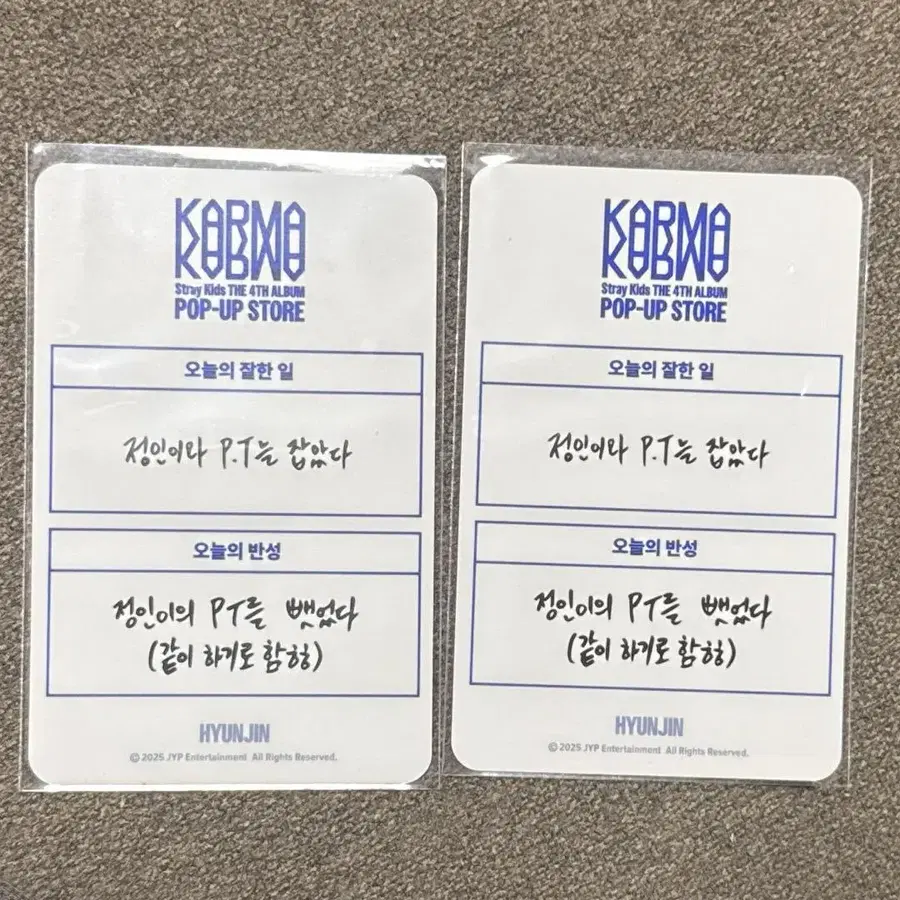 KARMA
Stray Kids THE 4TH ALBUM
POP-UP STORE
오늘의 잘한 일
정인이와 P.T를 잡았다
오늘의 반성
정인이의 PT를 뺏었다
(같이 하기로 함ㅎㅎ)
HYUNJIN
© 2025 JYP Entertainment All Rights Reserved.
KARMA
Stray Kids THE 4TH ALBUM
POP-UP STORE
오늘의 잘한 일
정인이와 P.T를 잡았다
오늘의 반성
정인이의 PT를 뺏었다
(같이 하기로 함ㅎㅎ)
HYUNJIN
© 2025 JYP Entertainment All Rights Reserved.